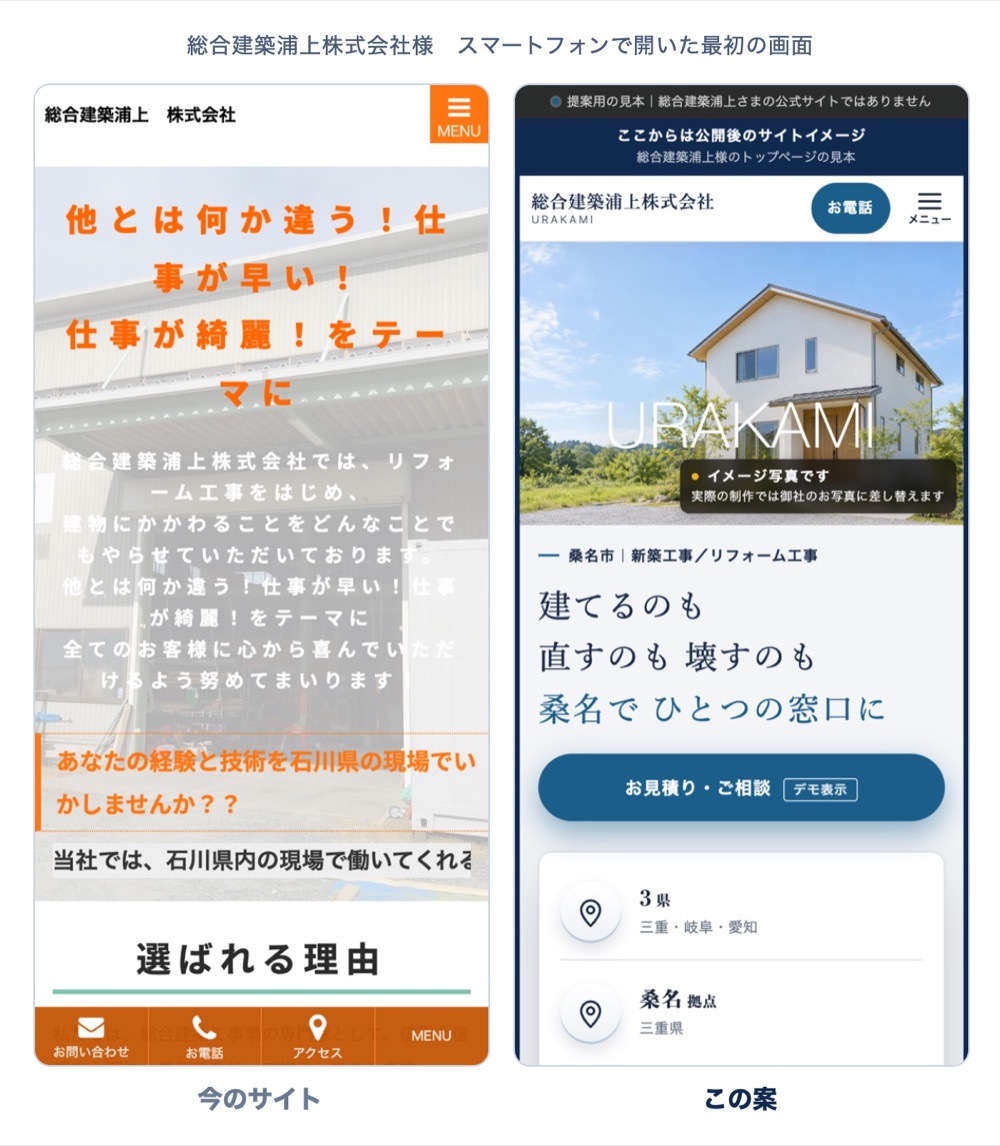 総合建築浦上株式会社様　スマートフォンで開いた最初の画面
総合建築浦上　株式会社
MENU
他とは何か違う！仕
事が早い！
仕事が綺麗！をテー
マに
総合建築浦上株式会社では、リフォ
ーム工事をはじめ、
建物にかかわることをどんなことで
もやらせていただいております。
他とは何か違う！仕事が早い！仕事
が綺麗！をテーマに
全てのお客様に心から喜んでいただ
けるよう努めてまいります！
あなたの経験と技術を石川県の現場でい
かしませんか？？
当社では、石川県内の現場で働いてくれる
選ばれる理由
お問い合わせ
お電話
アクセス
MENU
今のサイト
提案用の見本｜総合建築浦上さまの公式サイトではありません
ここからは公開後のサイトイメージ
総合建築浦上様のトップページの見本
総合建築浦上株式会社
URAKAMI
お電話
メニュー
URAKAMI
イメージ写真です
実際の制作では御社のお写真に差し替えます
桑名市｜新築工事／リフォーム工事
建てるのも
直すのも 壊すのも
桑名で ひとつの窓口に
お見積り・ご相談 デモ表示
3 県
三重・岐阜・愛知
桑名 拠点
三重県
この案